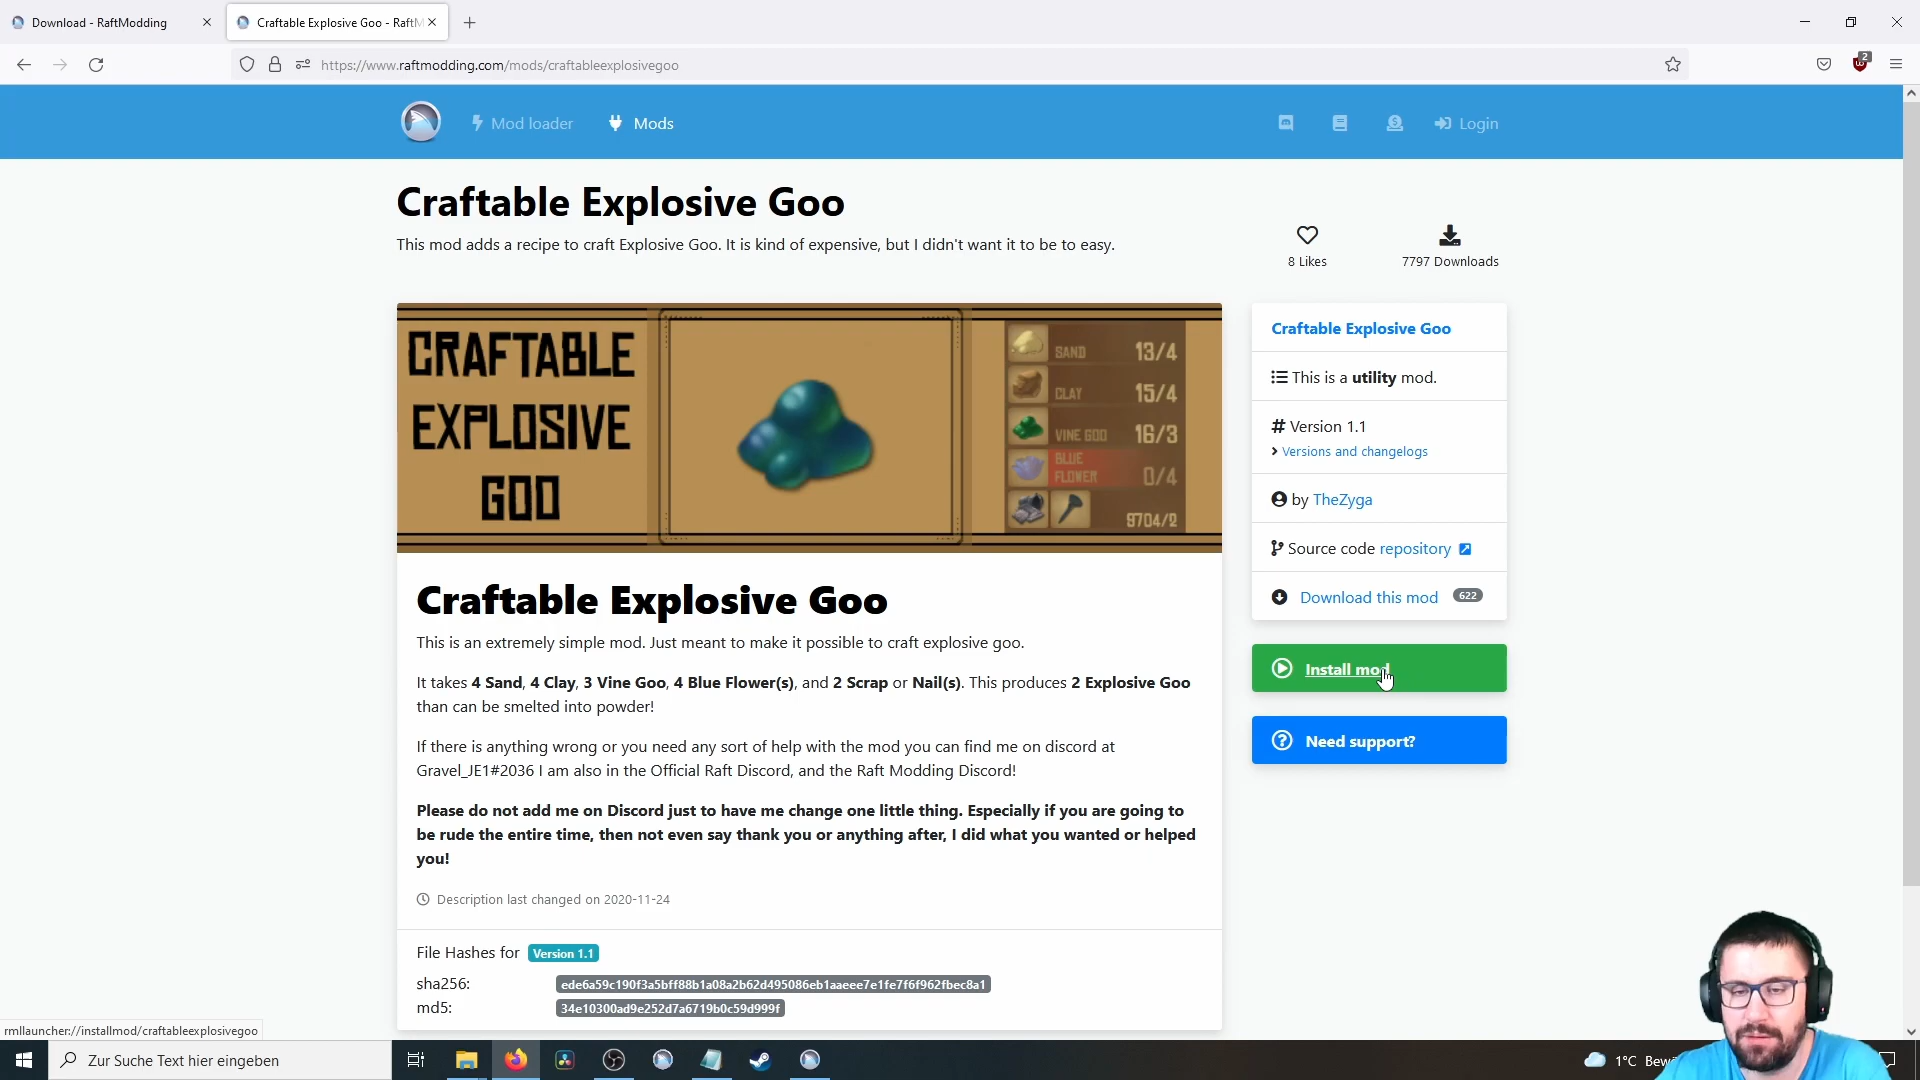 Download - RaftModding
Craftable Explosive Goo - RaftM
https://www.raftmodding.com/mods/craftableexplosivegoo
2
Mod loader
Mods
Login
Craftable Explosive Goo
This mod adds a recipe to craft Explosive Goo. It is kind of expensive, but I didn't want it to be to easy.
8 Likes
7797 Downloads
CRAFTABLE
EXPLOSIVE
GOO
SAND 13/4
CLAY 15/4
VINE GOO 16/3
BLUE
FLOWER 0/4
9704/2
Craftable Explosive Goo
This is a utility mod.
# Version 1.1
Versions and changelogs
by TheZyga
Source code repository
Download this mod 622
Install mod
Need support?
Craftable Explosive Goo
This is an extremely simple mod. Just meant to make it possible to craft explosive goo.
It takes 4 Sand, 4 Clay, 3 Vine Goo, 4 Blue Flower(s), and 2 Scrap or Nail(s). This produces 2 Explosive Goo
than can be smelted into powder!
If there is anything wrong or you need any sort of help with the mod you can find me on discord at
Gravel_JE1#2036 I am also in the Official Raft Discord, and the Raft Modding Discord!
Please do not add me on Discord just to have me change one little thing. Especially if you are going to
be rude the entire time, then not even say thank you or anything after, I did what you wanted or helped
you!
Description last changed on 2020-11-24
File Hashes for Version 1.1
sha256: ede6a59c190f3a5bff88b1a08a2b62d495086eb1aaeee7e1fe7f6f962fbec8a1
md5: 34e10300ad9e252d7a6719b0c59d999f
rmllauncher://installmod/craftableexplosivegoo
Zur Suche Text hier eingeben
1°C